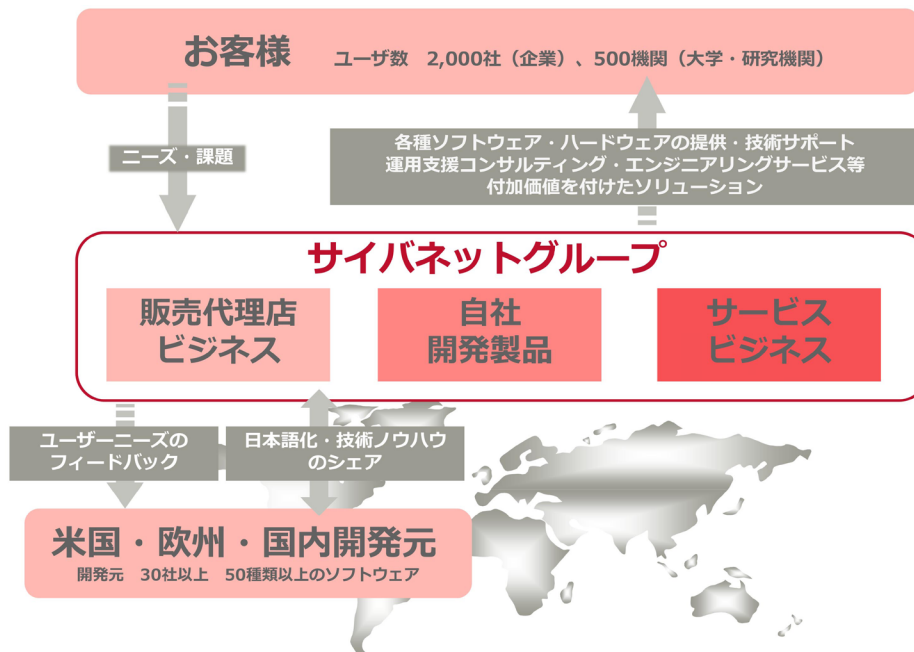 お客様 ユーザ数 2,000社（企業）、500機関（大学・研究機関）
ニーズ・課題
各種ソフトウェア・ハードウェアの提供・技術サポート
運用支援コンサルティング・エンジニアリングサービス等
付加価値を付けたソリューション
サイバネットグループ
販売代理店
ビジネス
自社
開発製品
サービス
ビジネス
ユーザーニーズの
フィードバック
日本語化・技術ノウハウ
のシェア
米国・欧州・国内開発元
開発元 30社以上 50種類以上のソフトウェア